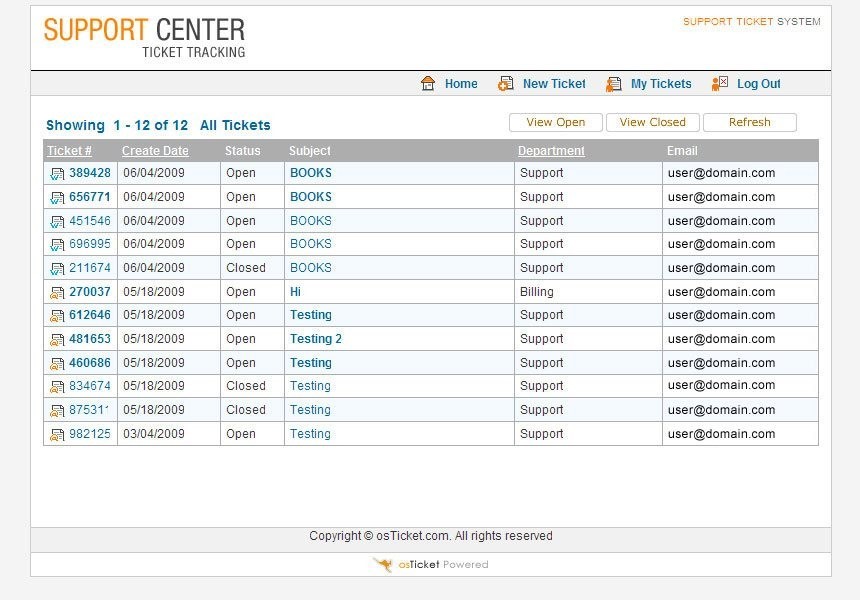 SUPPORT CENTER
TICKET TRACKING
SUPPORT TICKET SYSTEM
Home New Ticket My Tickets Log Out
Showing 1 - 12 of 12 All Tickets
View Open View Closed Refresh
Ticket # Create Date Status Subject Department Email
389428 06/04/2009 Open BOOKS Support user@domain.com
656771 06/04/2009 Open BOOKS Support user@domain.com
451546 06/04/2009 Open BOOKS Support user@domain.com
696995 06/04/2009 Open BOOKS Support user@domain.com
211674 06/04/2009 Closed BOOKS Support user@domain.com
270037 05/18/2009 Open Hi Billing user@domain.com
612646 05/18/2009 Open Testing Support user@domain.com
481653 05/18/2009 Open Testing 2 Support user@domain.com
460686 05/18/2009 Open Testing Support user@domain.com
834674 05/18/2009 Closed Testing Support user@domain.com
875311 05/18/2009 Closed Testing Support user@domain.com
982125 03/04/2009 Open Testing Support user@domain.com
Copyright © osTicket.com. All rights reserved
osTicket Powered